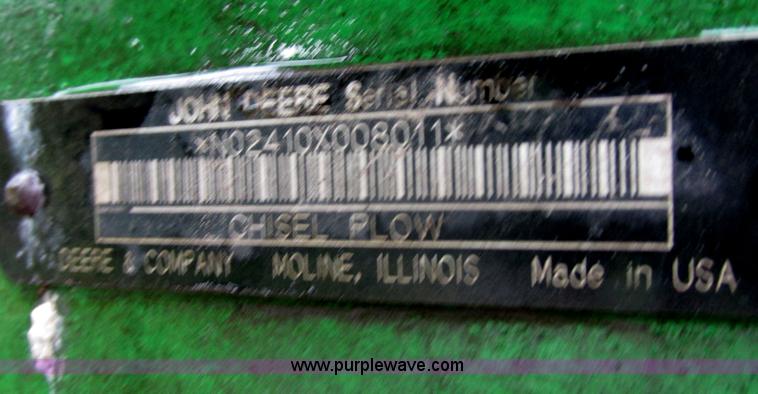 JOHN DEERE Serial Number
*N02410X008011*
CHISEL PLOW
DEERE & COMPANY MOLINE, ILLINOIS Made in USA
www.purplewave.com